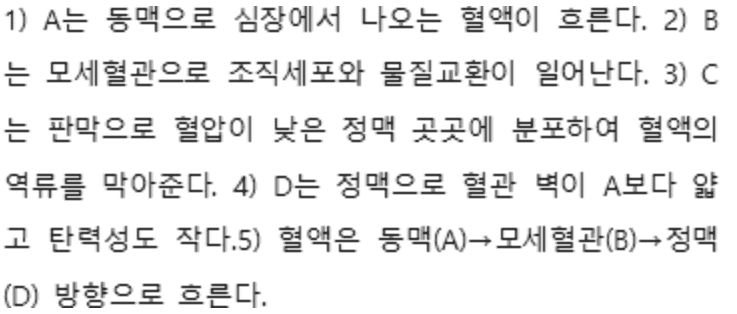 1) A는 동맥으로 심장에서 나오는 혈액이 흐른다. 2) B
는 모세혈관으로 조직세포와 물질교환이 일어난다. 3) C
는 판막으로 혈압이 낮은 정맥 곳곳에 분포하여 혈액의
역류를 막아준다. 4) D는 정맥으로 혈관 벽이 A보다 얇
고 탄력성도 작다.5) 혈액은 동맥(A)→모세혈관(B)→정맥
(D) 방향으로 흐른다.